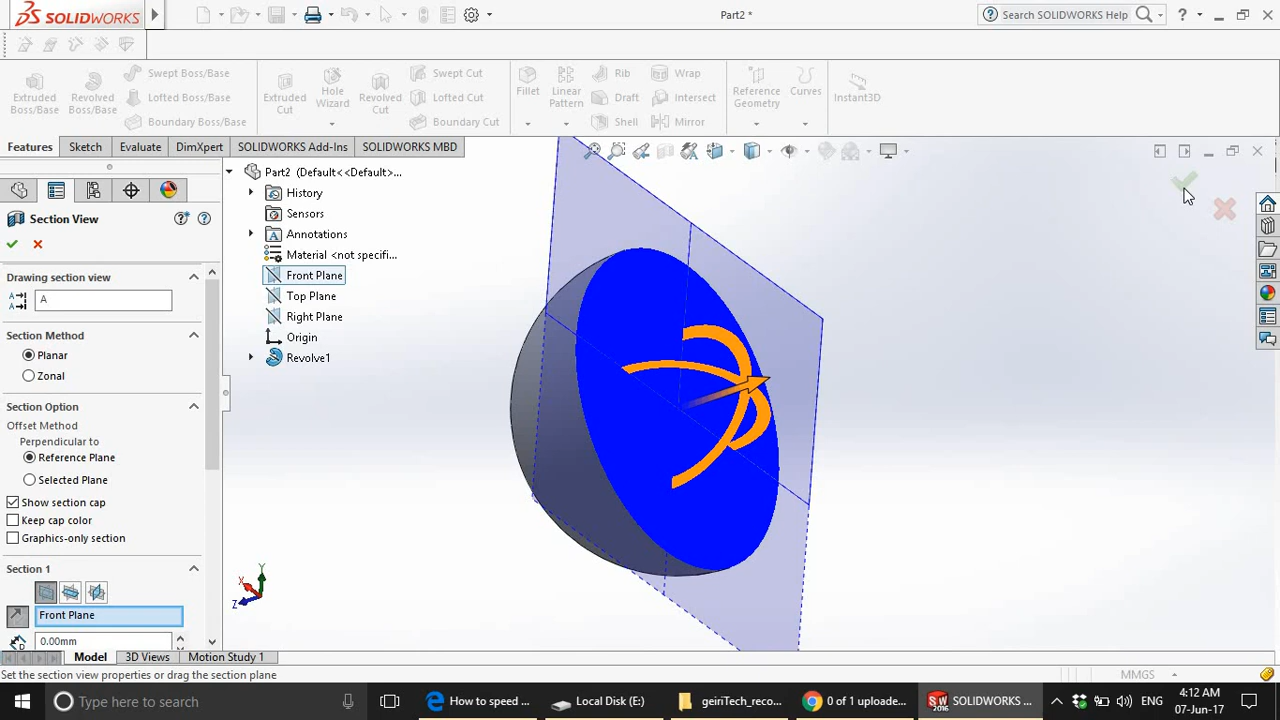 SOLIDWORKS
Part2 *
Search SOLIDWORKS Help
Extruded Boss/Base
Revolved Boss/Base
Swept Boss/Base
Lofted Boss/Base
Boundary Boss/Base
Extruded Cut
Hole Wizard
Revolved Cut
Swept Cut
Lofted Cut
Boundary Cut
Fillet
Linear Pattern
Rib
Draft
Shell
Wrap
Intersect
Mirror
Reference Geometry
Curves
Instant3D
Features
Sketch
Evaluate
DimXpert
SOLIDWORKS Add-Ins
SOLIDWORKS MBD
Section View
Drawing section view
A
Section Method
Planar
Zonal
Section Option
Offset Method
Perpendicular to
Reference Plane
Selected Plane
Show section cap
Keep cap color
Graphics-only section
Section 1
Front Plane
0.00mm
Part2 (Default<<Default>...
History
Sensors
Annotations
Material <not specifi...
Front Plane
Top Plane
Right Plane
Origin
Revolve1
Y
X
Z
Model
3D Views
Motion Study 1
Set the section view properties or drag the section plane
MMGS
Type here to search
How to speed ...
Local Disk (E:)
geiriTech_reco...
0 of 1 uploade...
SOLIDWORKS ...
ENG
4:12 AM
07-Jun-17